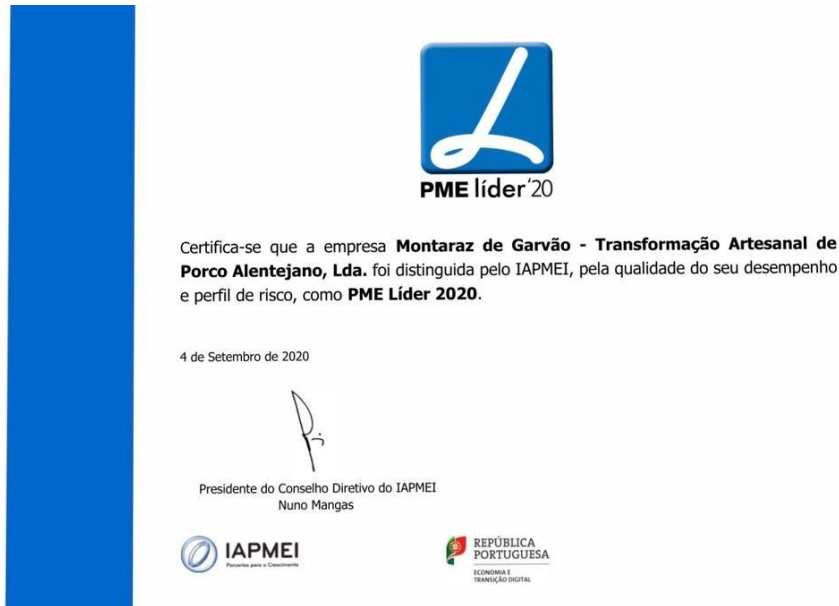 PME líder'20
Certifica-se que a empresa Montaraz de Garvão - Transformação Artesanal de
Porco Alentejano, Lda. foi distinguida pelo IAPMEI, pela qualidade do seu desempenho
e perfil de risco, como PME Líder 2020.
4 de Setembro de 2020
Presidente do Conselho Diretivo do IAPMEI
Nuno Mangas
IAPMEI
Parcerias para o Crescimento
REPÚBLICA
PORTUGUESA
ECONOMIA E
TRANSIÇÃO DIGITAL